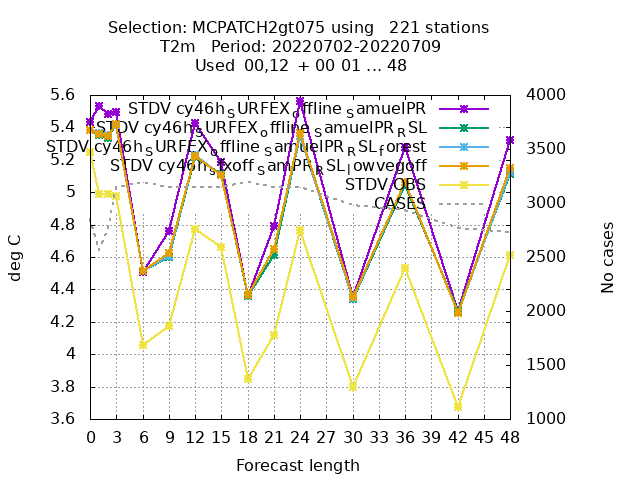 Selection: MCPATCH2gt075 using   221 stations
T2m   Period: 20220702-20220709
Used  00,12  + 00 01 ... 48
STDV cy46h_SURFEX_offline_samuelPR
STDV cy46h_SURFEX_offline_samuelPR_RSL
STDV cy46h_SURFEX_offline_samuelPR_RSL_forest
STDV cy46h_sfxoff_samPR_RSL_lowvegoff
STDV OBS
CASES
5.6
5.4
5.2
5
4.8
4.6
4.4
4.2
4
3.8
3.6
4000
3500
3000
2500
2000
1500
1000
deg C
No cases
0 3 6 9 12 15 18 21 24 27 30 33 36 39 42 45 48
Forecast length